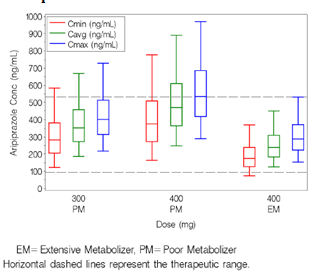 Cmin (ng/mL)
Cavg (ng/mL)
Cmax (ng/mL)
Aripiprazole Conc (ng/mL)
1000
900
800
700
600
500
400
300
200
100
0
300 400 400
PM PM EM
Dose (mg)
EM= Extensive Metabolizer, PM= Poor Metabolizer
Horizontal dashed lines represent the therapeutic range.